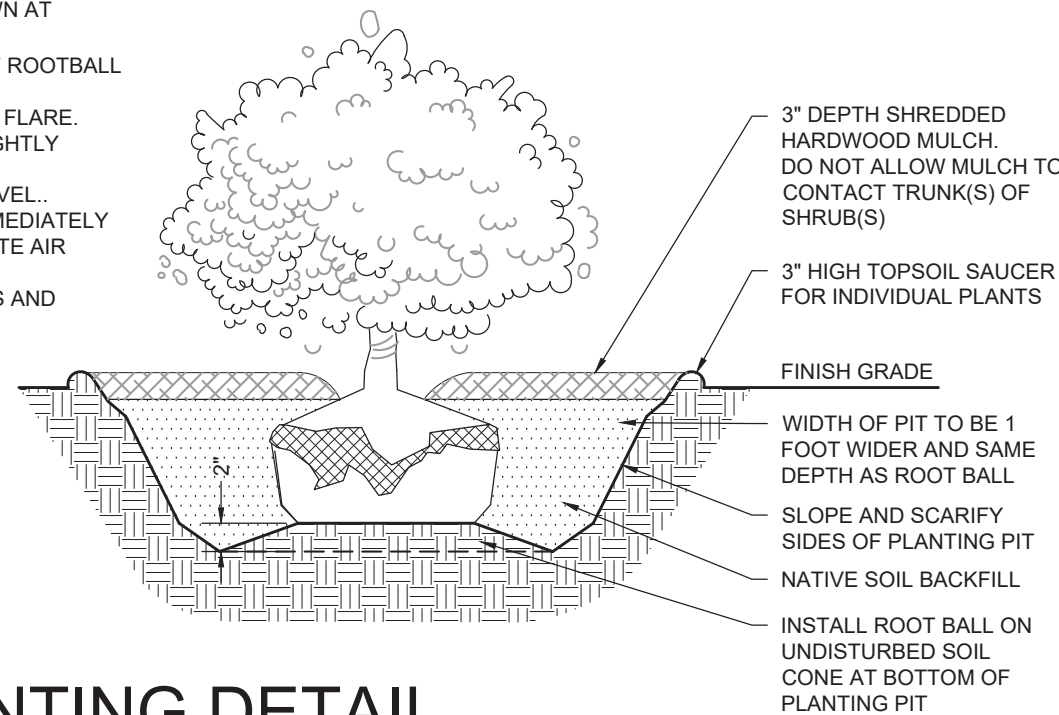 WN AT
ROOTBALL
FLARE.
GHTLY
VEL..
MEDIATELY
TE AIR
S AND
3" DEPTH SHREDDED
HARDWOOD MULCH.
DO NOT ALLOW MULCH TO
CONTACT TRUNK(S) OF
SHRUB(S)
3" HIGH TOPSOIL SAUCER
FOR INDIVIDUAL PLANTS
FINISH GRADE
WIDTH OF PIT TO BE 1
FOOT WIDER AND SAME
DEPTH AS ROOT BALL
SLOPE AND SCARIFY
SIDES OF PLANTING PIT
NATIVE SOIL BACKFILL
INSTALL ROOT BALL ON
UNDISTURBED SOIL
CONE AT BOTTOM OF
PLANTING PIT
2"
NTING DETAIL